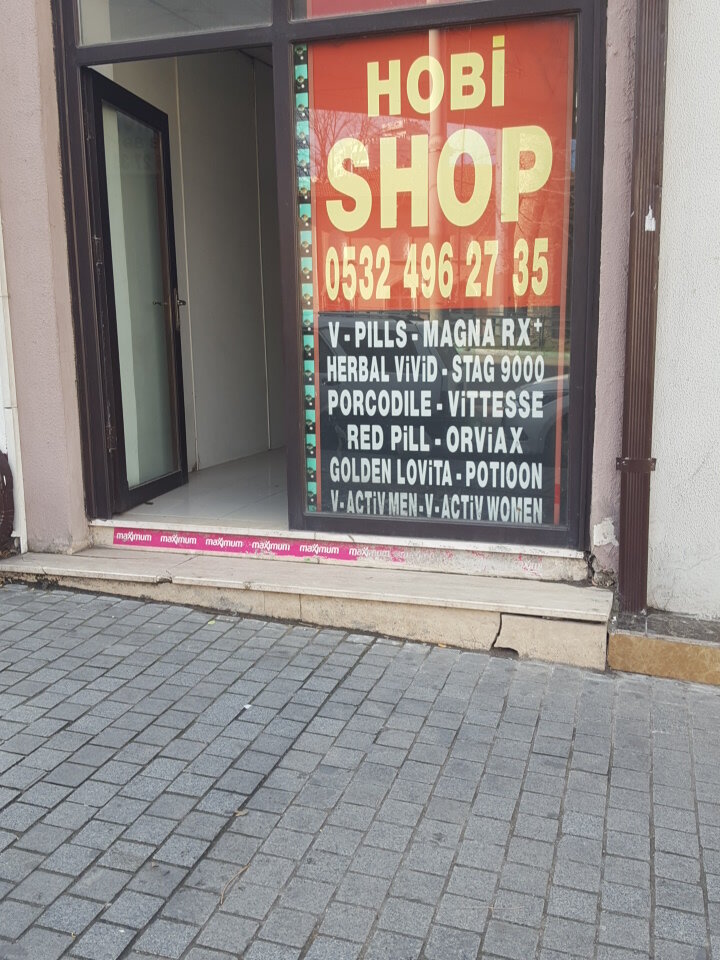 HOBİ
SHOP
0532 496 27 35
V - PILLS - MAGNA RX+
HERBAL ViViD - STAG 9000
PORCODILE - ViTTESSE
RED PiLL - ORViAX
GOLDEN LOViTA - POTIOON
V- ACTiV MEN - V - ACTiV WOMEN
maximum maximum maximum maximum maximum maximum